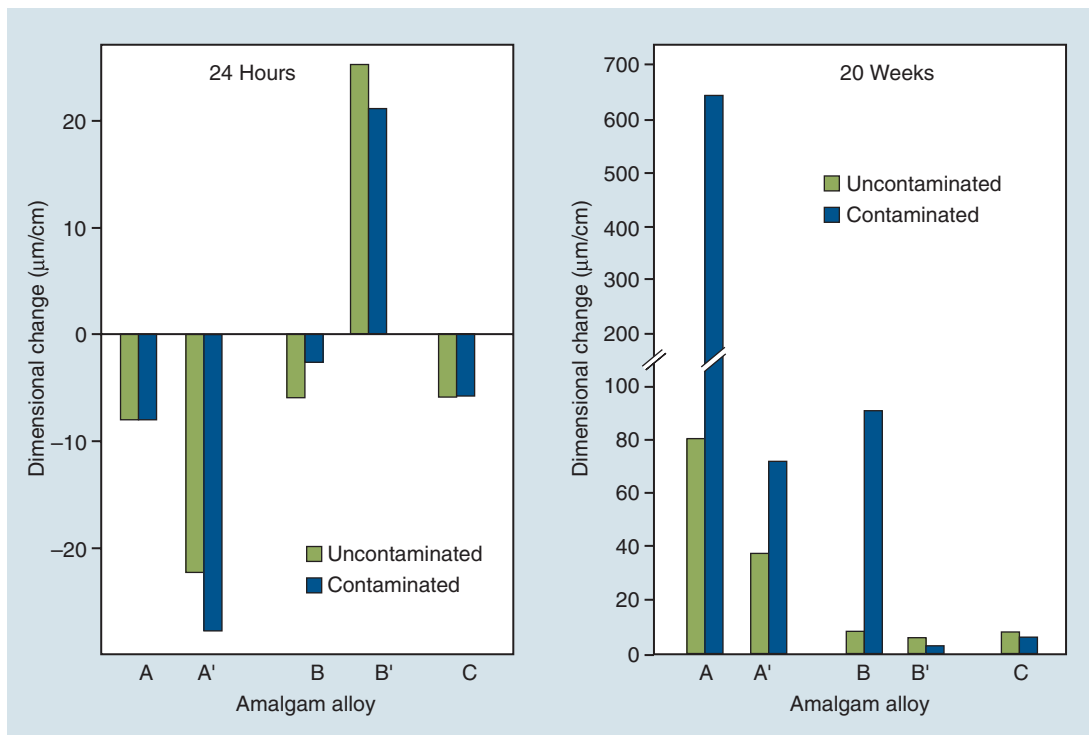 24 Hours
Dimensional change (μm/cm)
20
10
0
–10
–20
Uncontaminated
Contaminated
A A' B B' C
Amalgam alloy
20 Weeks
Dimensional change (μm/cm)
700
600
500
400
300
200
100
80
60
40
20
0
Uncontaminated
Contaminated
A A' B B' C
Amalgam alloy